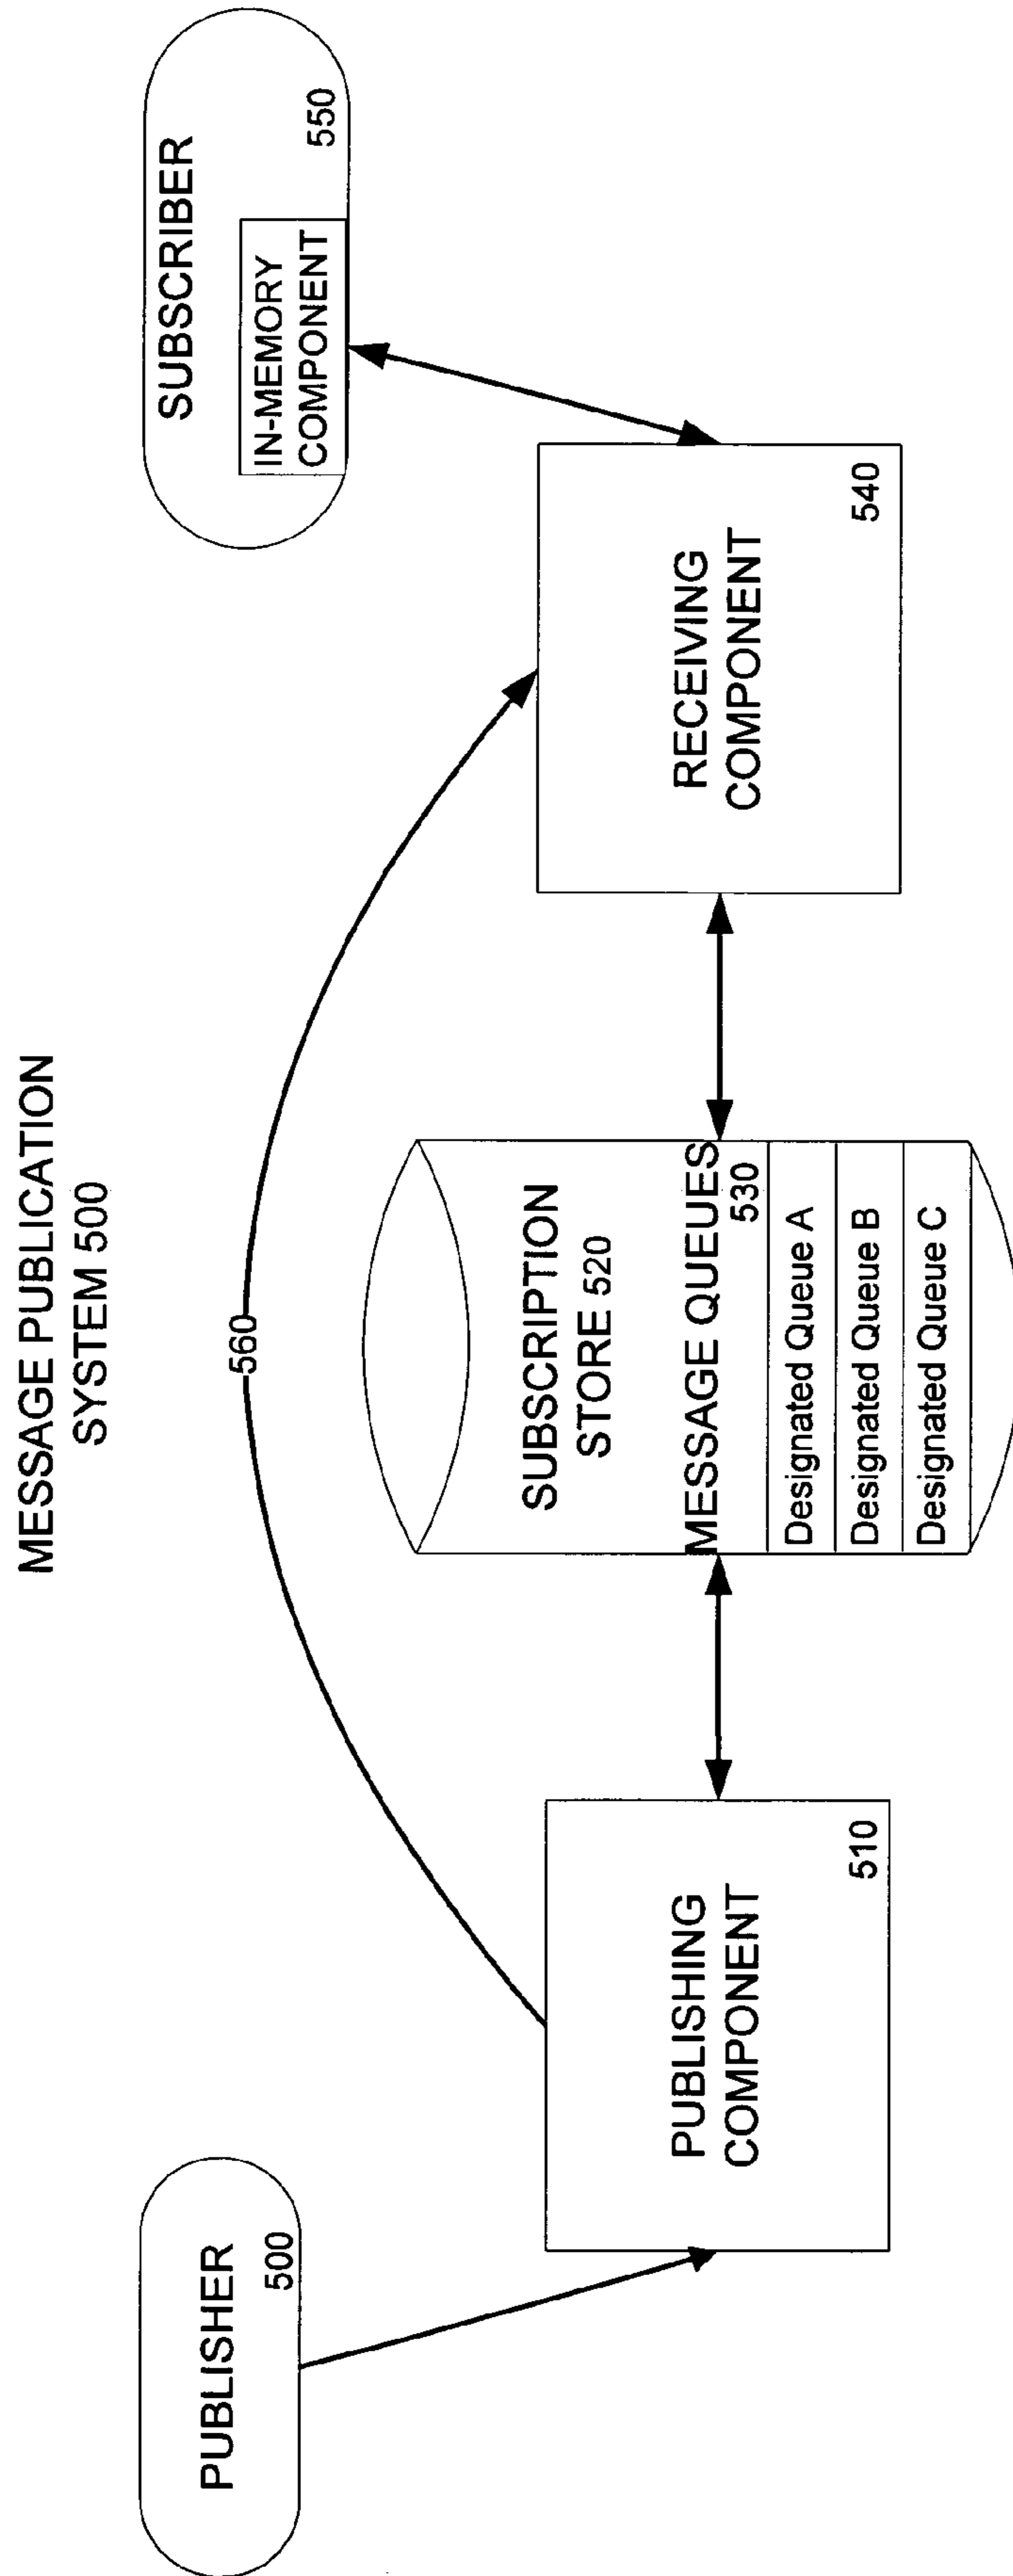 MESSAGE PUBLICATION
SYSTEM 500
PUBLISHER
500
560
SUBSCRIBER
IN-MEMORY
COMPONENT
550
PUBLISHING
COMPONENT
510
SUBSCRIPTION
STORE 520
MESSAGE QUEUES
530
Designated Queue A
Designated Queue B
Designated Queue C
RECEIVING
COMPONENT
540